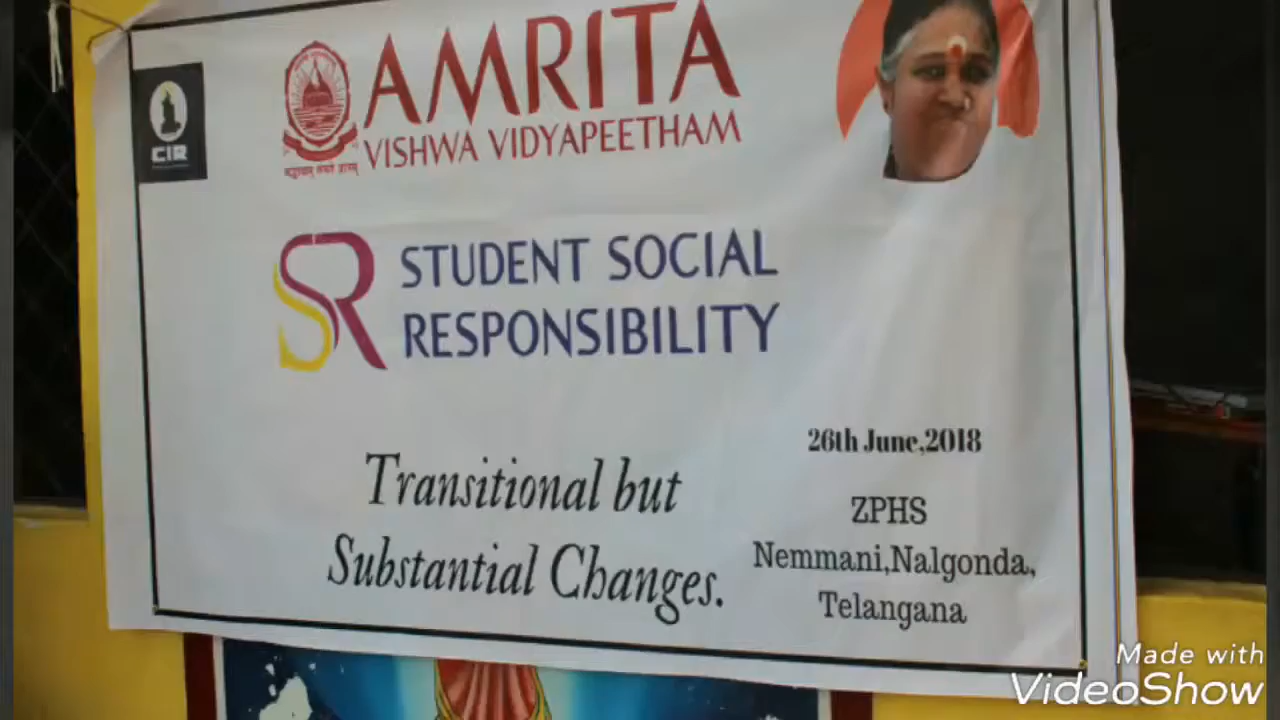 AMRITA
VISHWA VIDYAPEETHAM
CIR
STUDENT SOCIAL
RESPONSIBILITY
SR
Transitional but
Substantial Changes.
26th June,2018
ZPHS
Nemmani,Nalgonda,
Telangana
Made with
VideoShow